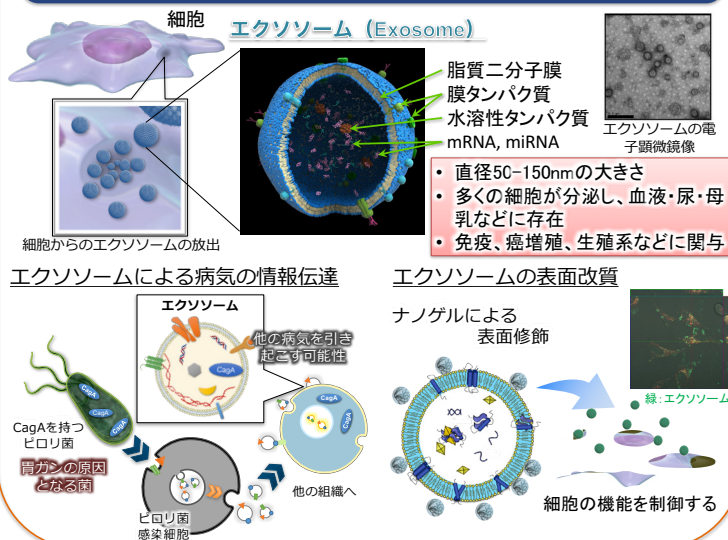 細胞
エクソソーム（Exosome）
脂質二分子膜
膜タンパク質
水溶性タンパク質
mRNA, miRNA
エクソソームの電
子顕微鏡像
細胞からのエクソソームの放出
• 直径50-150nmの大きさ
• 多くの細胞が分泌し、血液・尿・母
乳などに存在
• 免疫、癌増殖、生殖系などに関与
エクソソームによる病気の情報伝達
エクソソーム
CagA
他の病気を引き
起こす可能性
CagA
CagA
CagA
CagA
CagA
CagAを持つ
ピロリ菌
胃ガンの原因
となる菌
ピロリ菌
感染細胞
他の組織へ
エクソソームの表面改質
ナノゲルによる
表面修飾
緑：エクソソーム
細胞の機能を制御する